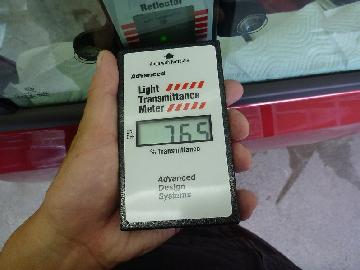 Reflector
Advanced
Light
Transmittance
Meter
76.5
% Transmittance
Advanced
Design
Systems